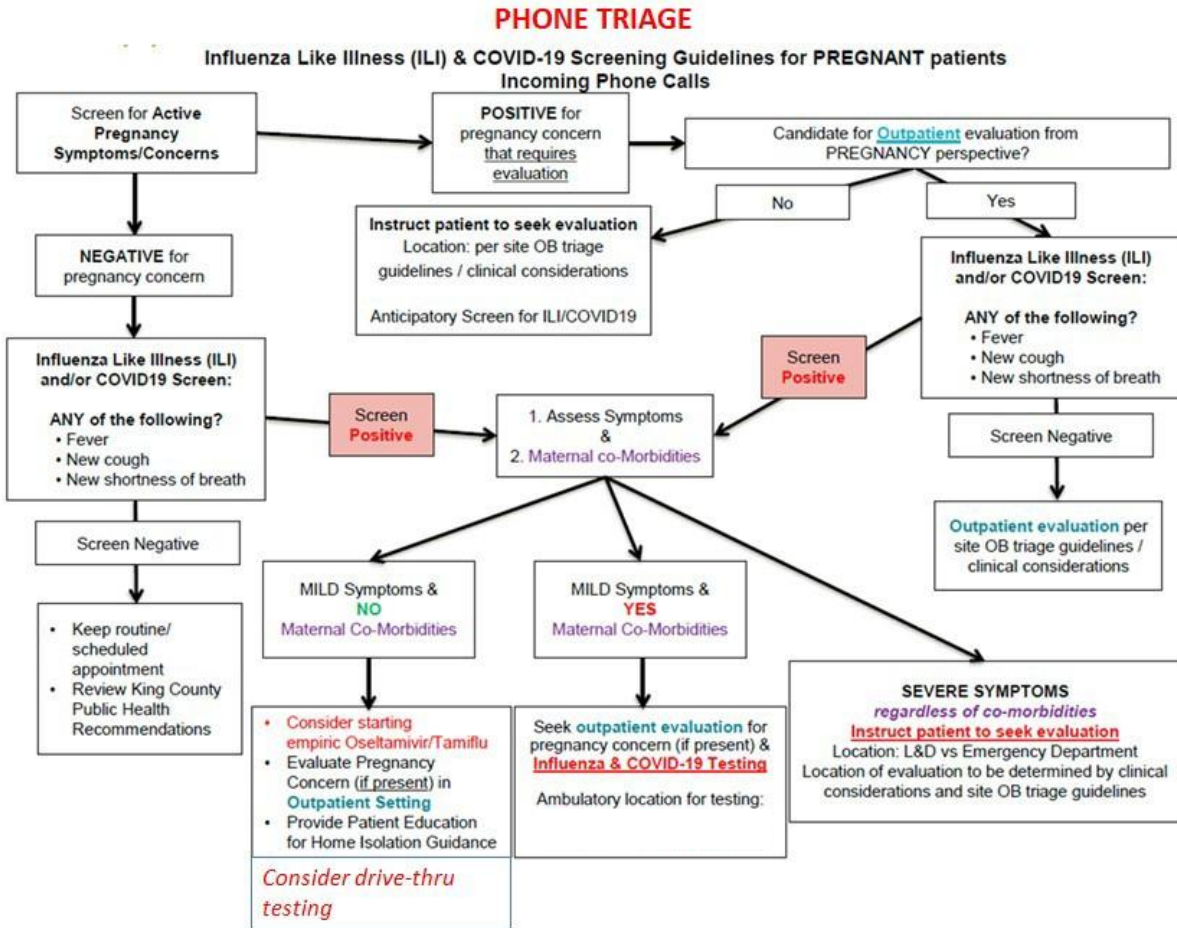 PHONE TRIAGE
Influenza Like Illness (ILI) & COVID-19 Screening Guidelines for PREGNANT patients
Incoming Phone Calls
Screen for Active
Pregnancy
Symptoms/Concerns
POSITIVE for
pregnancy concern
that requires
evaluation
Candidate for Outpatient evaluation from
PREGNANCY perspective?
No
Yes
Instruct patient to seek evaluation
Location: per site OB triage
guidelines / clinical considerations
Anticipatory Screen for ILI/COVID19
NEGATIVE for
pregnancy concern
Influenza Like Illness (ILI)
and/or COVID19 Screen:
ANY of the following?
• Fever
• New cough
• New shortness of breath
Influenza Like Illness (ILI)
and/or COVID19 Screen:
ANY of the following?
• Fever
• New cough
• New shortness of breath
Screen
Positive
Screen
Positive
1. Assess Symptoms
&
2. Maternal co-Morbidities
Screen Negative
Screen Negative
Outpatient evaluation per
site OB triage guidelines /
clinical considerations
• Keep routine/
scheduled
appointment
• Review King County
Public Health
Recommendations
MILD Symptoms &
NO
Maternal Co-Morbidities
MILD Symptoms &
YES
Maternal Co-Morbidities
SEVERE SYMPTOMS
regardless of co-morbidities
Instruct patient to seek evaluation
Location: L&D vs Emergency Department
Location of evaluation to be determined by clinical
considerations and site OB triage guidelines
• Consider starting
empiric Oseltamivir/Tamiflu
• Evaluate Pregnancy
Concern (if present) in
Outpatient Setting
• Provide Patient Education
for Home Isolation Guidance
Consider drive-thru
testing
Seek outpatient evaluation for
pregnancy concern (if present) &
Influenza & COVID-19 Testing
Ambulatory location for testing: